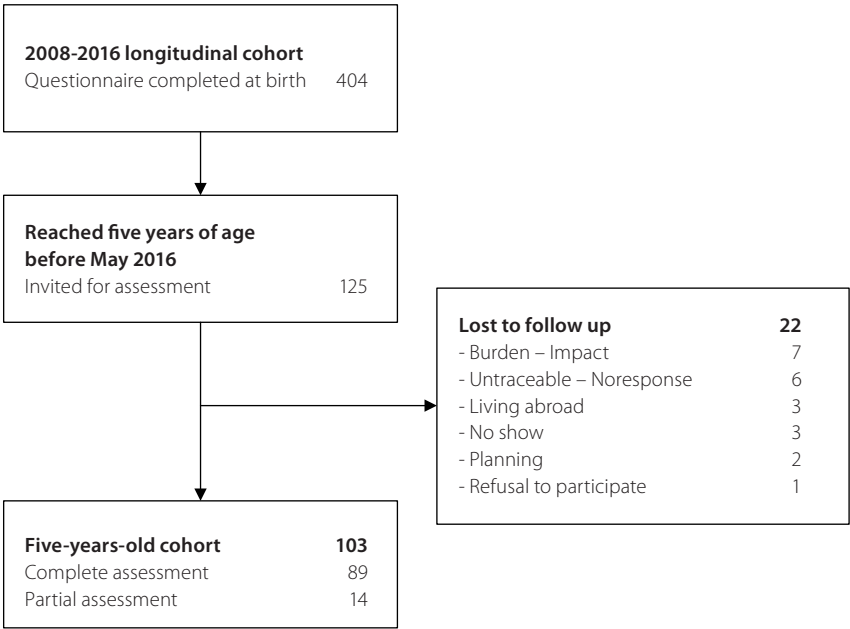 2008-2016 longitudinal cohort
Questionnaire completed at birth 404
Reached five years of age
before May 2016
Invited for assessment 125
Lost to follow up 22
- Burden – Impact 7
- Untraceable – Noresponse 6
- Living abroad 3
- No show 3
- Planning 2
- Refusal to participate 1
Five-years-old cohort 103
Complete assessment 89
Partial assessment 14